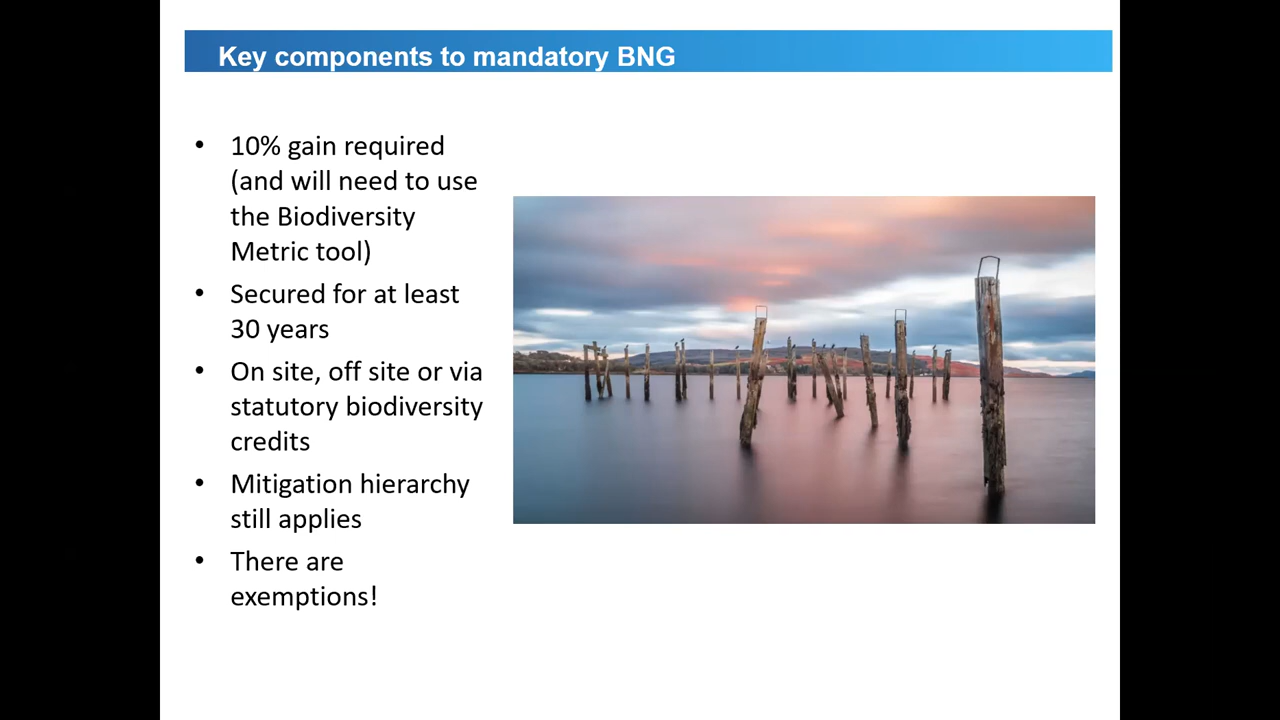 Key components to mandatory BNG
• 10% gain required
(and will need to use
the Biodiversity
Metric tool)
• Secured for at least
30 years
• On site, off site or via
statutory biodiversity
credits
• Mitigation hierarchy
still applies
• There are
exemptions!